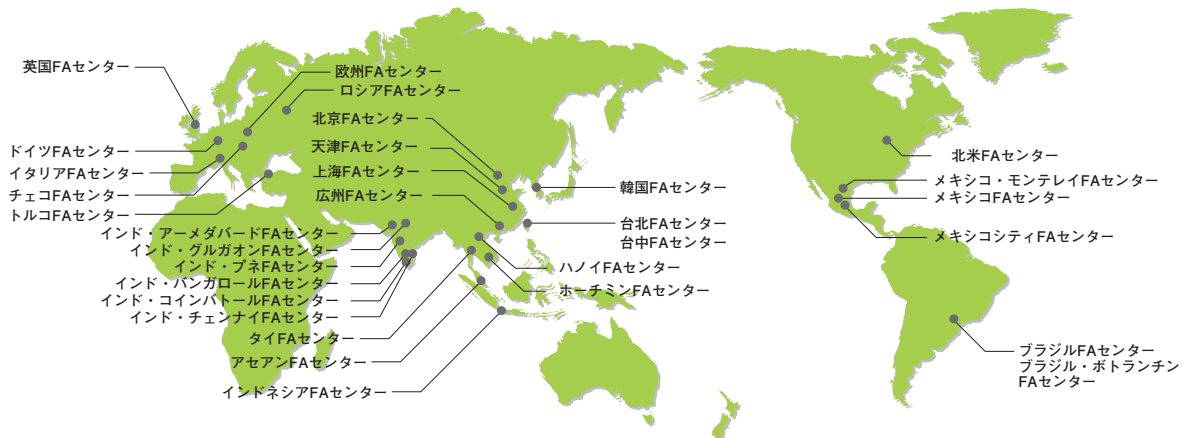 英国FAセンター
ドイツFAセンター
イタリアFAセンター
チェコFAセンター
トルコFAセンター
欧州FAセンター
ロシアFAセンター
北京FAセンター
天津FAセンター
上海FAセンター
広州FAセンター
インド・アーメダバードFAセンター
インド・グルガオンFAセンター
インド・プネFAセンター
インド・バンガロールFAセンター
インド・コインバトールFAセンター
インド・チェンナイFAセンター
タイFAセンター
アセアンFAセンター
インドネシアFAセンター
韓国FAセンター
台北FAセンター
台中FAセンター
ハノイFAセンター
ホーチミンFAセンター
北米FAセンター
メキシコ・モンテレイFAセンター
メキシコFAセンター
メキシコシティFAセンター
ブラジルFAセンター
ブラジル・ボトランチン
FAセンター